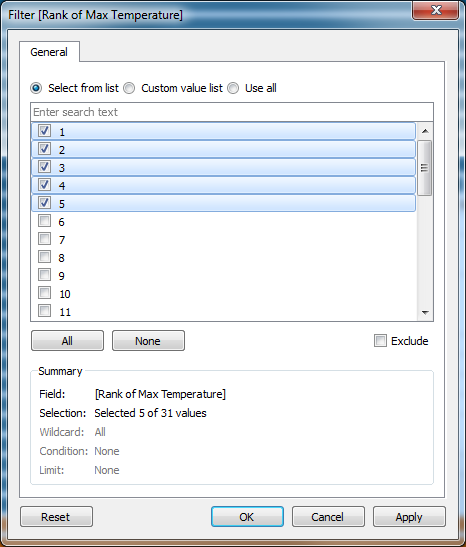 Filter [Rank of Max Temperature]
General
Select from list Custom value list Use all
Enter search text
1
2
3
4
5
6
7
8
9
10
11
All None Exclude
Summary
Field: [Rank of Max Temperature]
Selection: Selected 5 of 31 values
Wildcard: All
Condition: None
Limit: None
Reset OK Cancel Apply